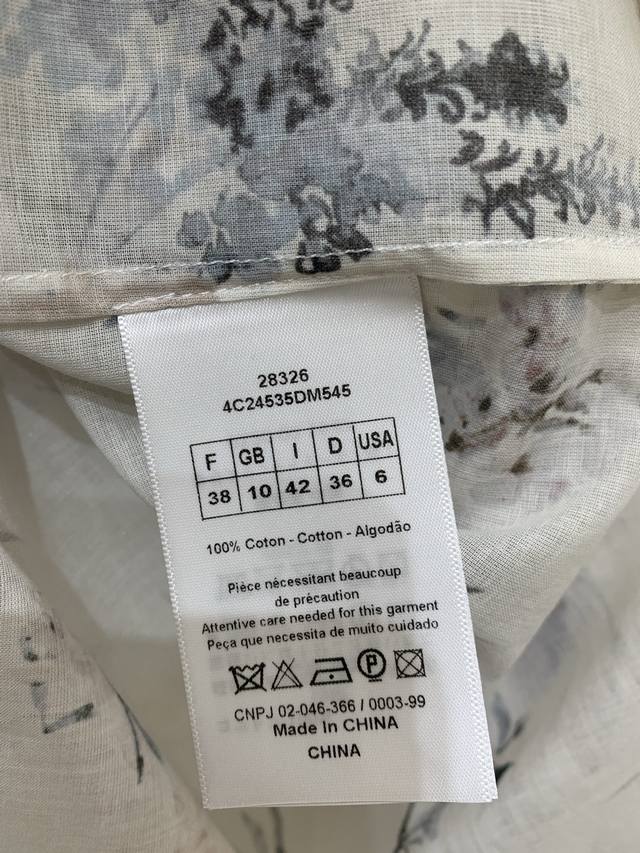 28326
4C24535DM545
F GB I D USA
38 10 42 36 6
100% Coton - Cotton - Algodão
Pièce nécessitant beaucoup
de précaution
Attentive care needed for this garment
Peça que necessita de muito cuidado
P
CNPJ 02-046-366 / 0003-99
Made In CHINA
CHINA